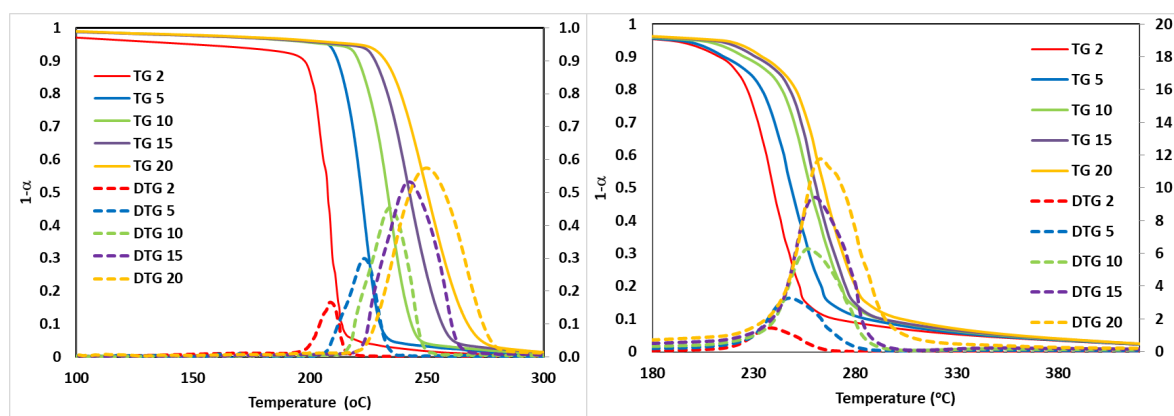 1
0.9
0.8
0.7
0.6
0.5
0.4
0.3
0.2
0.1
1
1-α
TG 2
TG 5
TG 10
TG 15
TG 20
DTG 2
DTG 5
DTG 10
DTG 15
DTG 20
1.0
0.9
0.8
0.7
0.6
0.5
0.4
0.3
0.2
0.1
0.0
100 150 200 250 300
Temperature (oC)
1
0.9
0.8
0.7
0.6
0.5
0.4
0.3
0.2
0.1
1
1-α
TG 2
TG 5
TG 10
TG 15
TG 20
DTG 2
DTG 5
DTG 10
DTG 15
DTG 20
20
18
16
14
12
10
8
6
4
2
0
180 230 280 330 380
Temperature (°C)